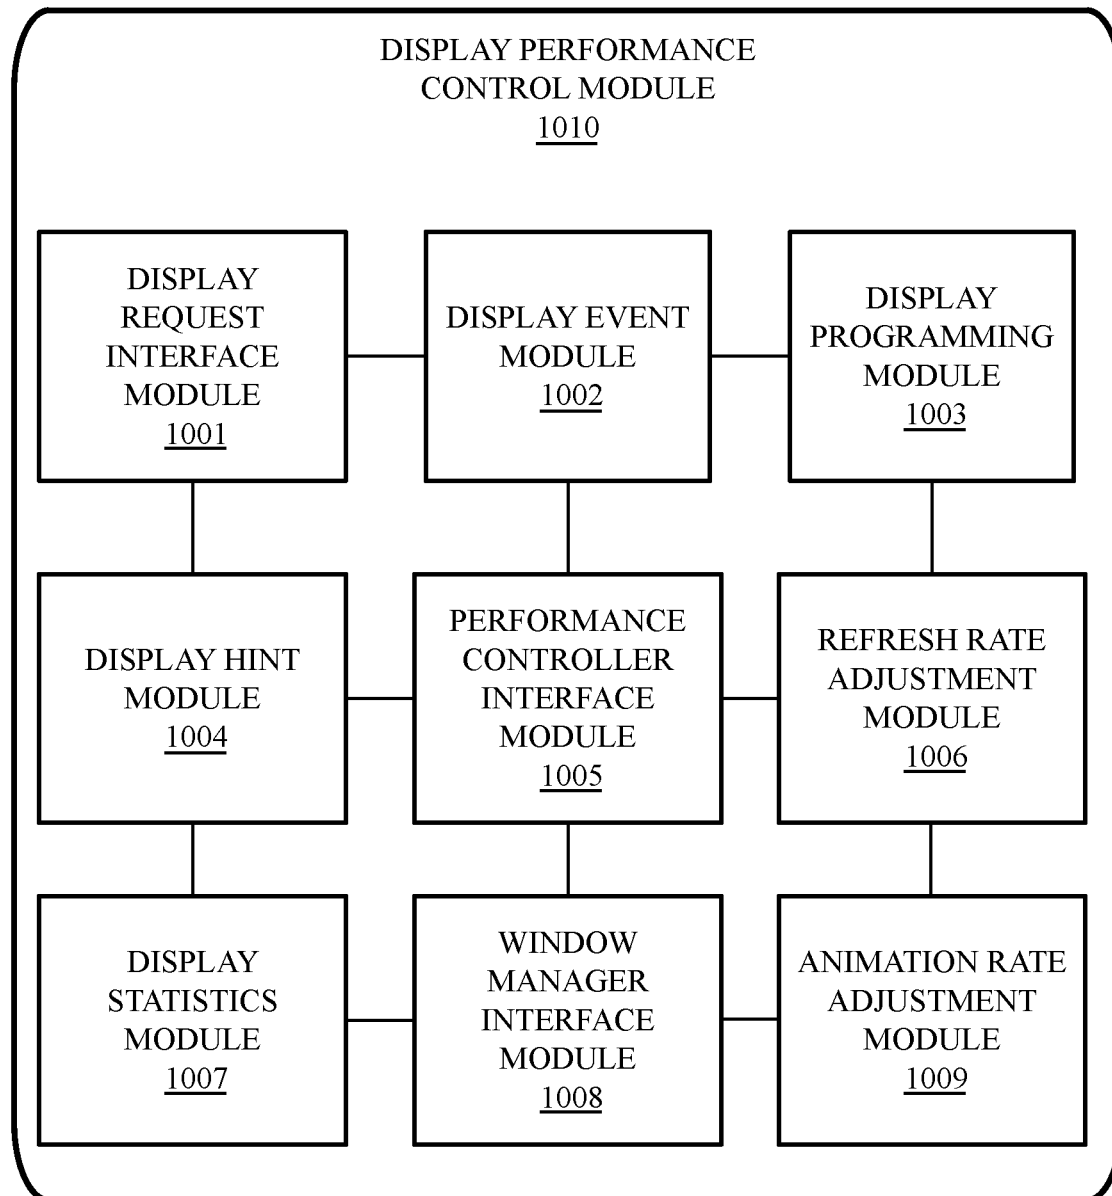 DISPLAY PERFORMANCE
CONTROL MODULE
1010
DISPLAY
REQUEST
INTERFACE
MODULE
1001
DISPLAY EVENT
MODULE
1002
DISPLAY
PROGRAMMING
MODULE
1003
DISPLAY HINT
MODULE
1004
PERFORMANCE
CONTROLLER
INTERFACE
MODULE
1005
REFRESH RATE
ADJUSTMENT
MODULE
1006
DISPLAY
STATISTICS
MODULE
1007
WINDOW
MANAGER
INTERFACE
MODULE
1008
ANIMATION RATE
ADJUSTMENT
MODULE
1009